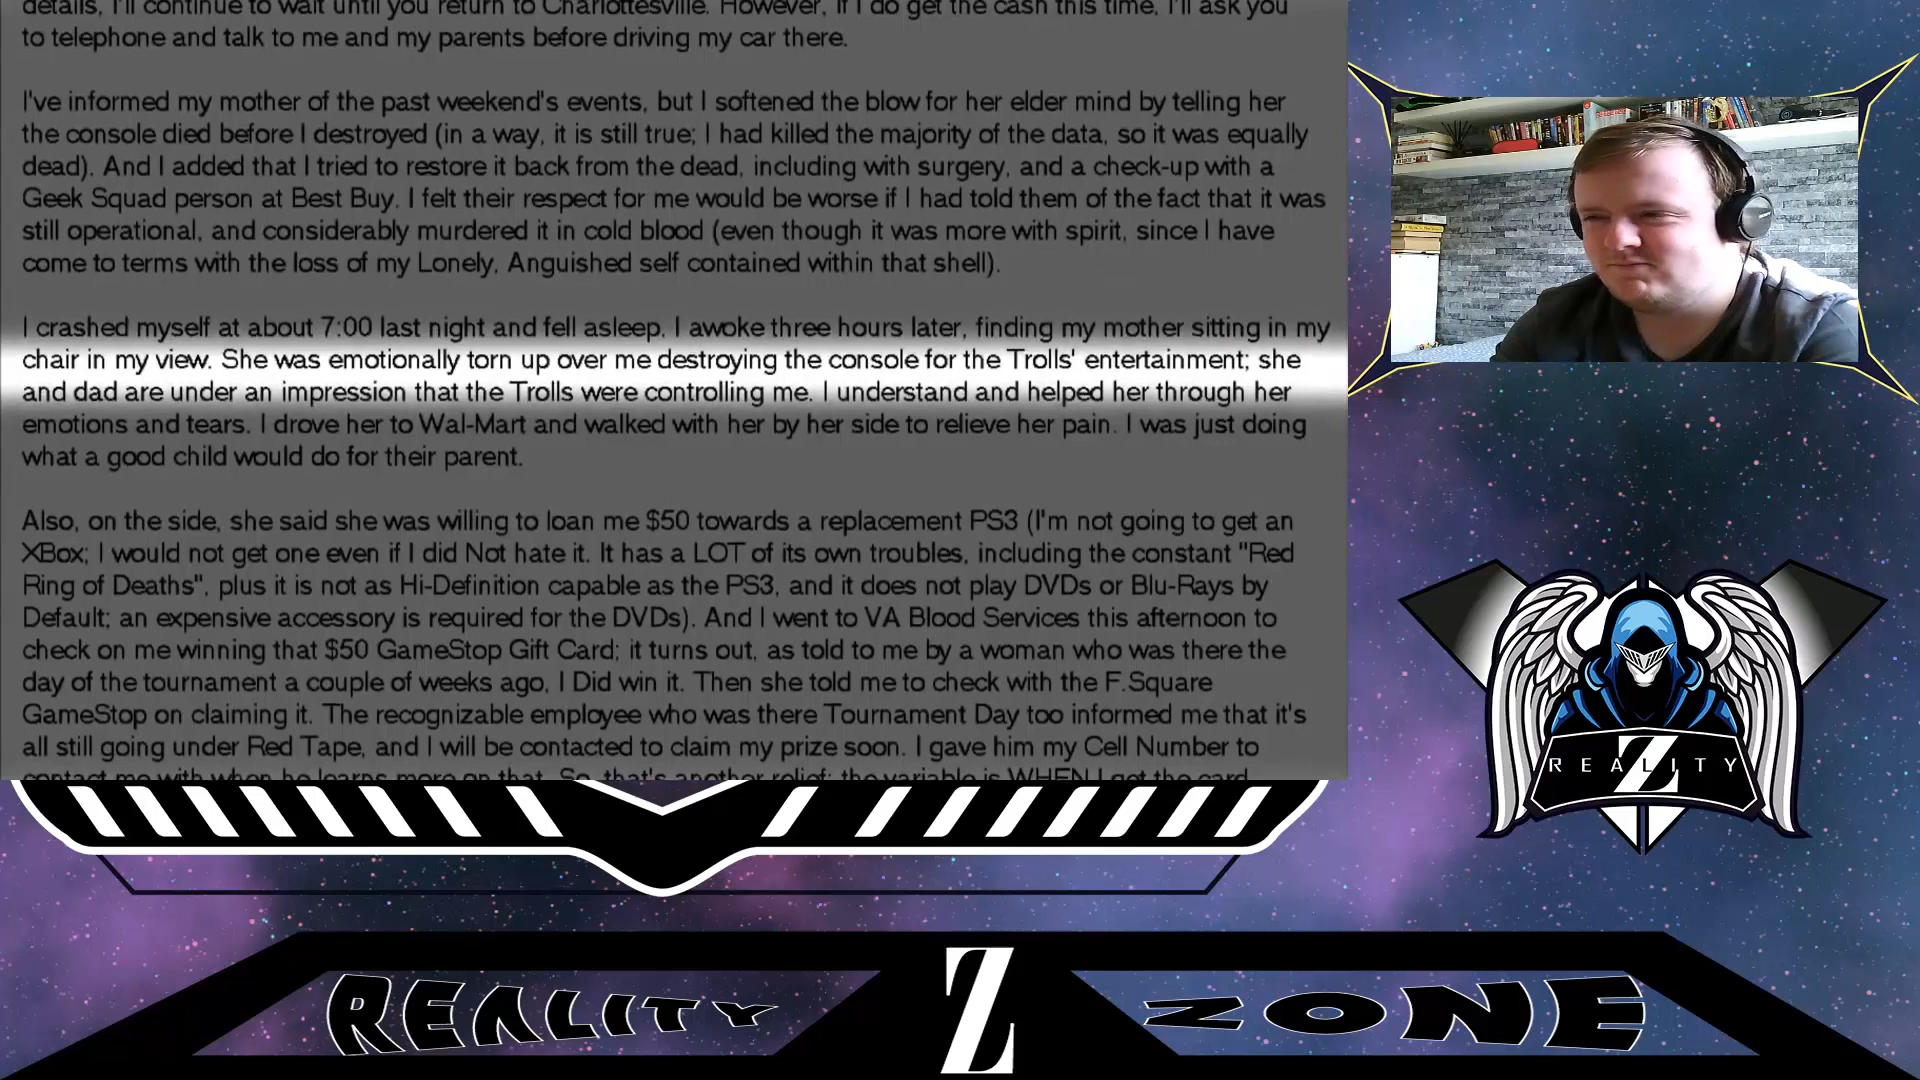 details, I'll continue to wait until you return to Charlottesville. However, if I do get the cash this time, I'll ask you
to telephone and talk to me and my parents before driving my car there.
I've informed my mother of the past weekend's events, but I softened the blow for her elder mind by telling her
the console died before I destroyed (in a way, it is still true; I had killed the majority of the data, so it was equally
dead). And I added that I tried to restore it back from the dead, including with surgery, and a check-up with a
Geek Squad person at Best Buy. I felt their respect for me would be worse if I had told them of the fact that it was
still operational, and considerably murdered it in cold blood (even though it was more with spirit, since I have
come to terms with the loss of my Lonely, Anguished self contained within that shell).
I crashed myself at about 7:00 last night and fell asleep. I awoke three hours later, finding my mother sitting in my
chair in my view. She was emotionally torn up over me destroying the console for the Trolls' entertainment; she
and dad are under an impression that the Trolls were controlling me. I understand and helped her through her
emotions and tears. I drove her to Wal-Mart and walked with her by her side to relieve her pain. I was just doing
what a good child would do for their parent.
Also, on the side, she said she was willing to loan me $50 towards a replacement PS3 (I'm not going to get an
XBox; I would not get one even if I did Not hate it. It has a LOT of its own troubles, including the constant "Red
Ring of Deaths", plus it is not as Hi-Definition capable as the PS3, and it does not play DVDs or Blu-Rays by
Default; an expensive accessory is required for the DVDs). And I went to VA Blood Services this afternoon to
check on me winning that $50 GameStop Gift Card; it turns out, as told to me by a woman who was there the
day of the tournament a couple of weeks ago, I Did win it. Then she told me to check with the F.Square
GameStop on claiming it. The recognizable employee who was there Tournament Day too informed me that it's
all still going under Red Tape, and I will be contacted to claim my prize soon. I gave him my Cell Number to
contact me with when he learns more on that. So, that's another relief; the variable is WHEN I get the card.
REALITY
Z
REALITY Z ZONE